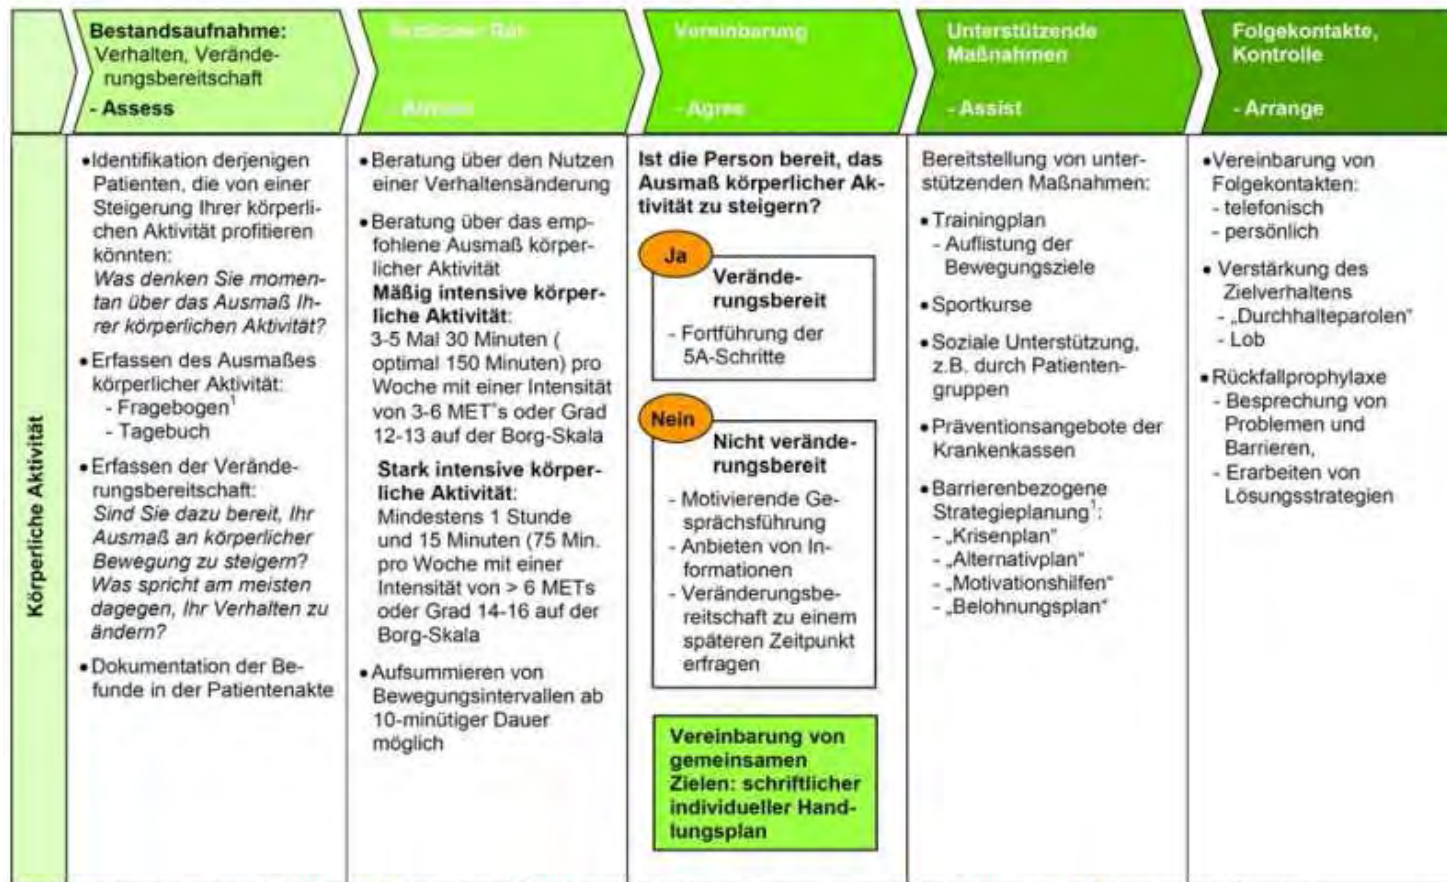 Bestandsaufnahme:
Verhalten, Verände-
rungsbereitschaft
- Assess
Vereinbarung
- Agree
Unterstützende
Maßnahmen
- Assist
Folgekontakte,
Kontrolle
- Arrange
Körperliche Aktivität
•Identifikation derjenigen
Patienten, die von einer
Steigerung Ihrer körperli-
chen Aktivität profitieren
könnten:
Was denken Sie momen-
tan über das Ausmaß Ih-
rer körperlichen Aktivität?
•Erfassen des Ausmaßes
körperlicher Aktivität:
- Fragebogen¹
- Tagebuch
•Erfassen der Verände-
rungsbereitschaft:
Sind Sie dazu bereit, Ihr
Ausmaß an körperlicher
Bewegung zu steigern?
Was spricht am meisten
dagegen, Ihr Verhalten zu
ändern?
•Dokumentation der Be-
funde in der Patientenakte
•Beratung über den Nutzen
einer Verhaltensänderung
•Beratung über das emp-
fohlene Ausmaß körper-
licher Aktivität
Mäßig intensive körper-
liche Aktivität:
3-5 Mal 30 Minuten (
optimal 150 Minuten) pro
Woche mit einer Intensität
von 3-6 MET`s oder Grad
12-13 auf der Borg-Skala
Stark intensive körper-
liche Aktivität:
Mindestens 1 Stunde
und 15 Minuten (75 Min.
pro Woche mit einer
Intensität von > 6 METs
oder Grad 14-16 auf der
Borg-Skala
•Aufsummieren von
Bewegungsintervallen ab
10-minütiger Dauer
möglich
Ist die Person bereit, das
Ausmaß körperlicher Ak-
tivität zu steigern?
Ja
Verände-
rungsbereit
- Fortführung der
5A-Schritte
Nein
Nicht verände-
rungsbereit
- Motivierende Ge-
sprächsführung
- Anbieten von In-
formationen
- Veränderungsbe-
reitschaft zu einem
späteren Zeitpunkt
erfragen
Vereinbarung von
gemeinsamen
Zielen: schriftlicher
individueller Hand-
lungsplan
Bereitstellung von unter-
stützenden Maßnahmen:
•Trainingplan
- Auflistung der
Bewegungsziele
•Sportkurse
•Soziale Unterstützung,
z.B. durch Patienten-
gruppen
•Präventionsangebote der
Krankenkassen
•Barrierenbezogene
Strategieplanung¹:
- „Krisenplan“
- „Alternativplan“
- „Motivationshilfen“
- „Belohnungsplan“
•Vereinbarung von
Folgekontakten:
- telefonisch
- persönlich
• Verstärkung des
Zielverhaltens
- „Durchhalteparolen“
- Lob
•Rückfallprophylaxe
- Besprechung von
Problemen und
Barrieren,
- Erarbeiten von
Lösungsstrategien